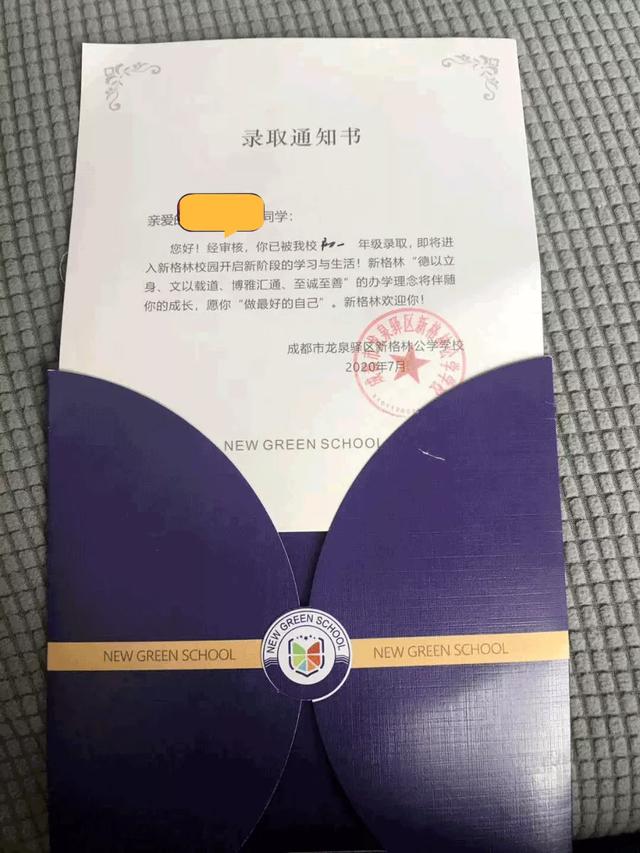 录取通知书
亲爱的 同学：
您好！经审核，你已被我校 初一 年级录取，即将进
入新格林校园开启新阶段的学习与生活！新格林“德以立
身、文以载道、博雅汇通、至诚至善”的办学理念将伴随
你的成长，愿你“做最好的自己”。新格林欢迎你！
成都市龙泉驿区新格林公学学校
2020年7月
NEW GREEN SCHOOL
NEW GREEN SCHOOL
NEW GREEN SCHOOL
NEW GREEN SCHOOL